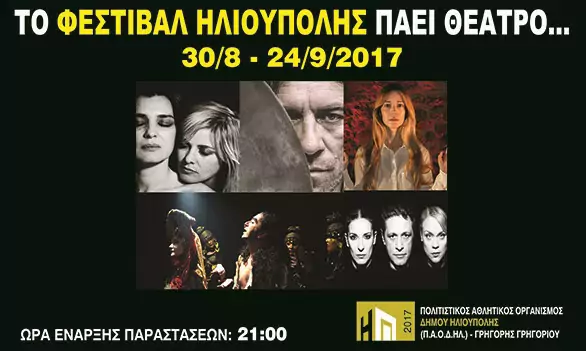 ΤΟ ΦΕΣΤΙΒΑΛ ΗΛΙΟΥΠΟΛΗΣ ΠΑΕΙ ΘΕΑΤΡΟ...
30/8 - 24/9/2017
2017
ΠΟΛΙΤΙΣΤΙΚΟΣ ΑΘΛΗΤΙΚΟΣ ΟΡΓΑΝΙΣΜΟΣ
ΔΗΜΟΥ ΗΛΙΟΥΠΟΛΗΣ
(Π.Α.Ο.Δ.ΗΛ.) - ΓΡΗΓΟΡΗΣ ΓΡΗΓΟΡΙΟΥ
ΩΡΑ ΕΝΑΡΞΗΣ ΠΑΡΑΣΤΑΣΕΩΝ: 21:00